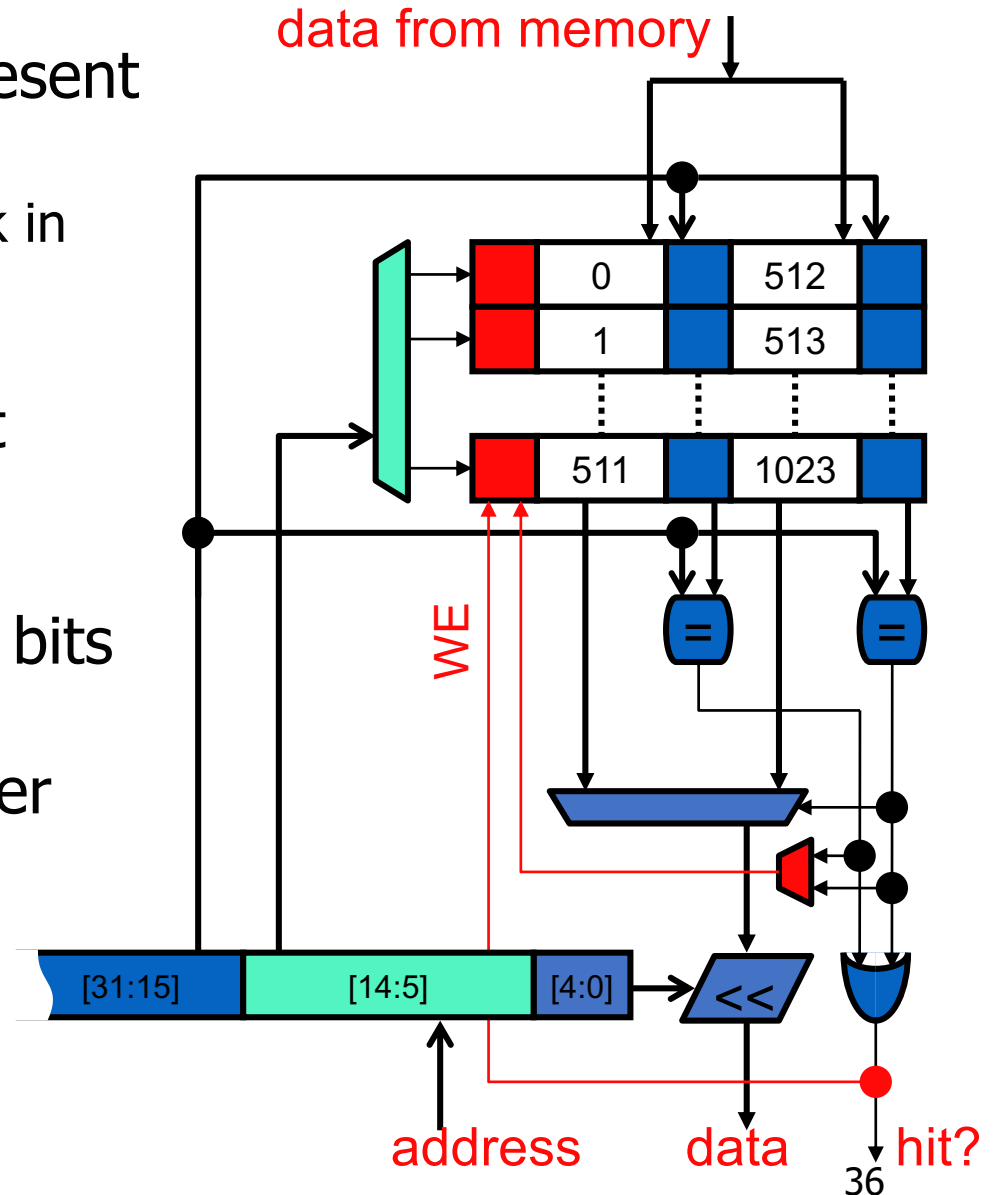 data from memory
esent
k in
0
512
1
513
t
511
1023
WE
=
=
bits
er
[31:15]
[14:5]
[4:0]
<<
address
data
hit?
36